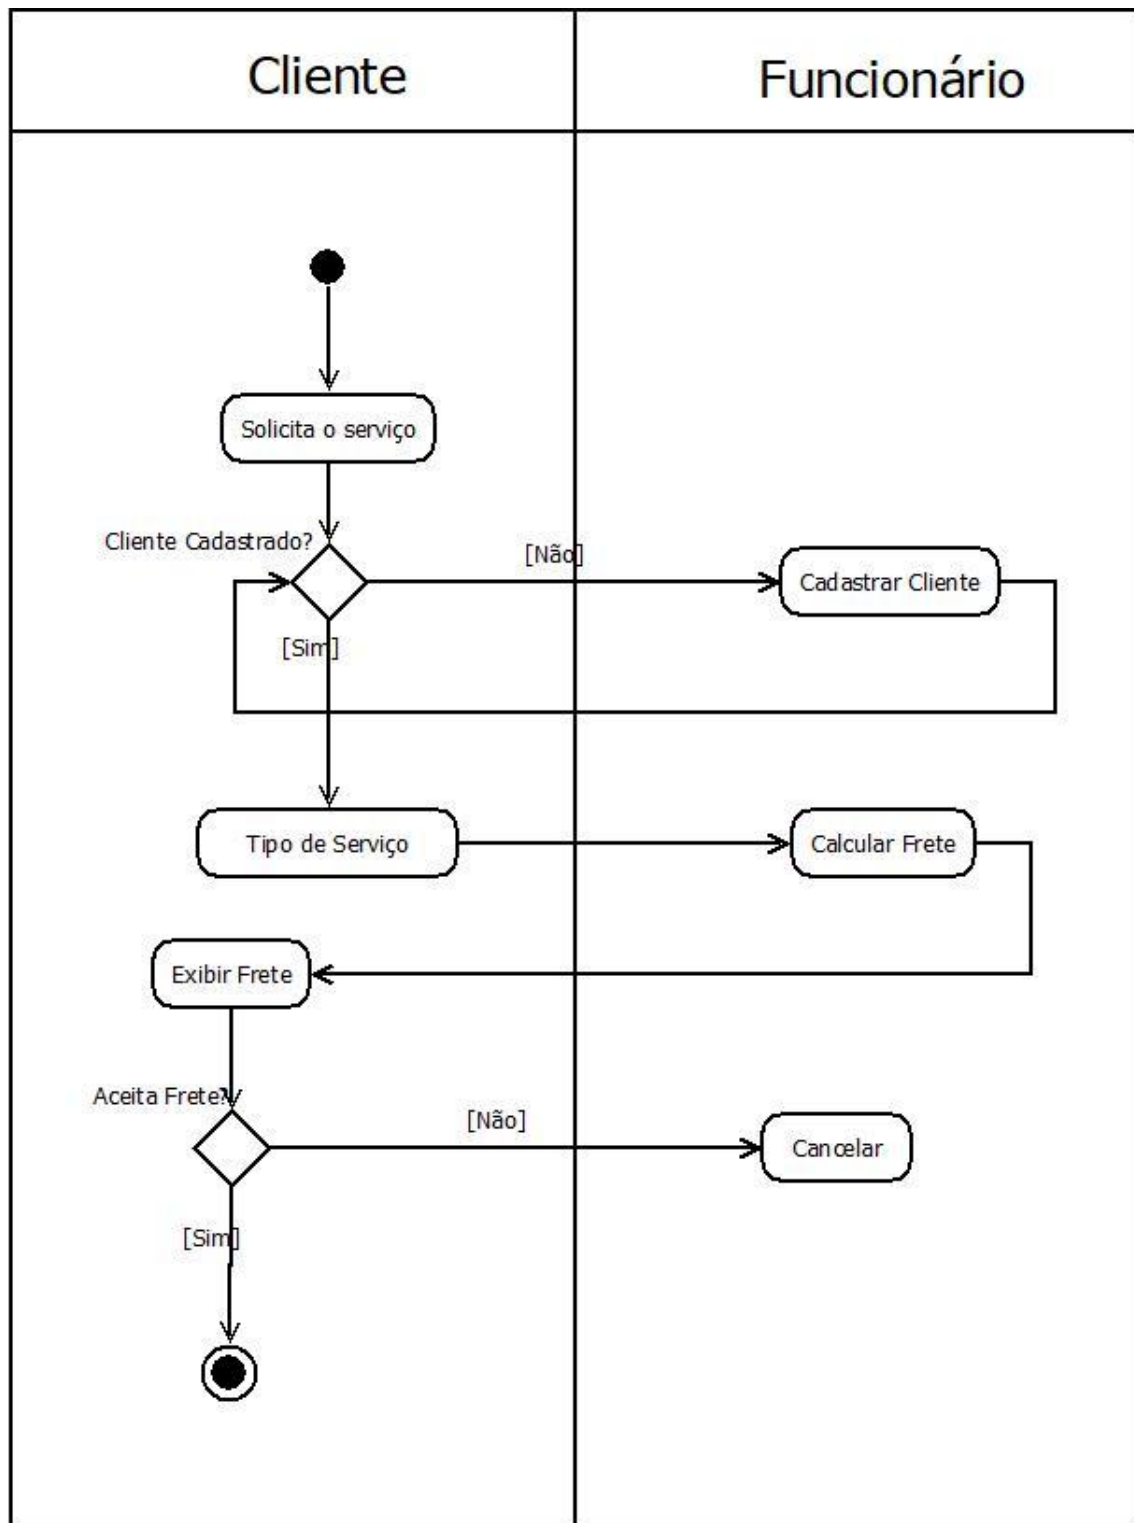 Cliente
Funcionário
Solicita o serviço
Cliente Cadastrado?
[Não]
Cadastrar Cliente
[Sim]
Tipo de Serviço
Calcular Frete
Exibir Frete
Aceita Frete?
[Não]
Cancelar
[Sim]